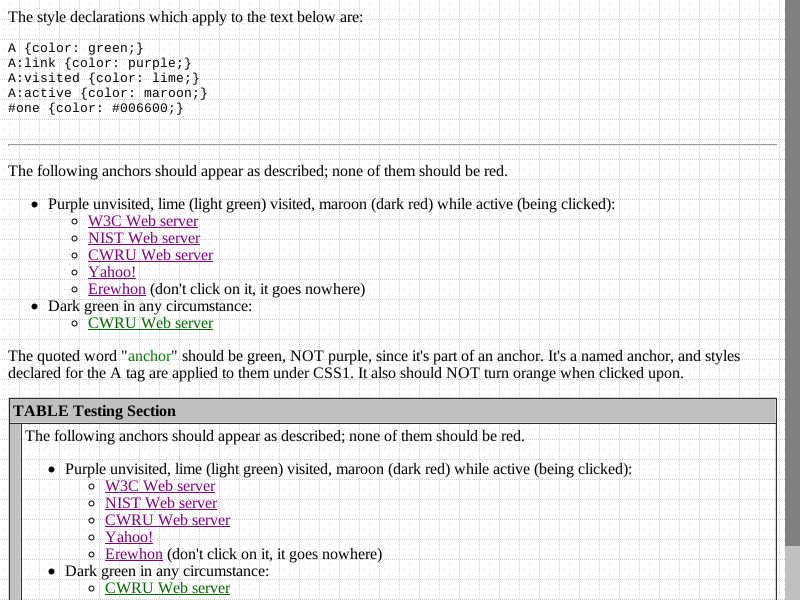 The style declarations which apply to the text below are:
A {color: green;}
A:link {color: purple;}
A:visited {color: lime;}
A:active {color: maroon;}
#one {color: #006600;}
The following anchors should appear as described; none of them should be red.
Purple unvisited, lime (light green) visited, maroon (dark red) while active (being clicked):
W3C Web server
NIST Web server
CWRU Web server
Yahoo!
Erewhon (don't click on it, it goes nowhere)
Dark green in any circumstance:
CWRU Web server
The quoted word "anchor" should be green, NOT purple, since it's part of an anchor. It's a named anchor, and styles
declared for the A tag are applied to them under CSS1. It also should NOT turn orange when clicked upon.
TABLE Testing Section
The following anchors should appear as described; none of them should be red.
Purple unvisited, lime (light green) visited, maroon (dark red) while active (being clicked):
W3C Web server
NIST Web server
CWRU Web server
Yahoo!
Erewhon (don't click on it, it goes nowhere)
Dark green in any circumstance:
CWRU Web server